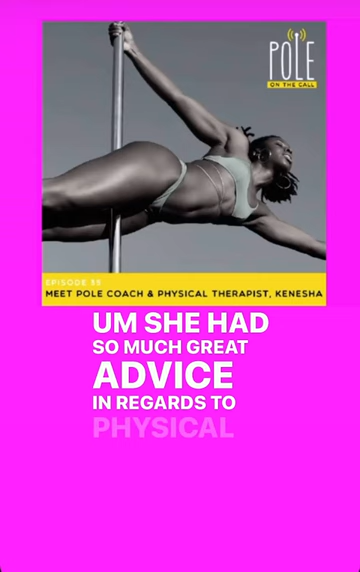 POLE
ON THE CALL
EPISODE 35
MEET POLE COACH & PHYSICAL THERAPIST, KENESHA
UM SHE HAD
SO MUCH GREAT
ADVICE
IN REGARDS TO
PHYSICAL